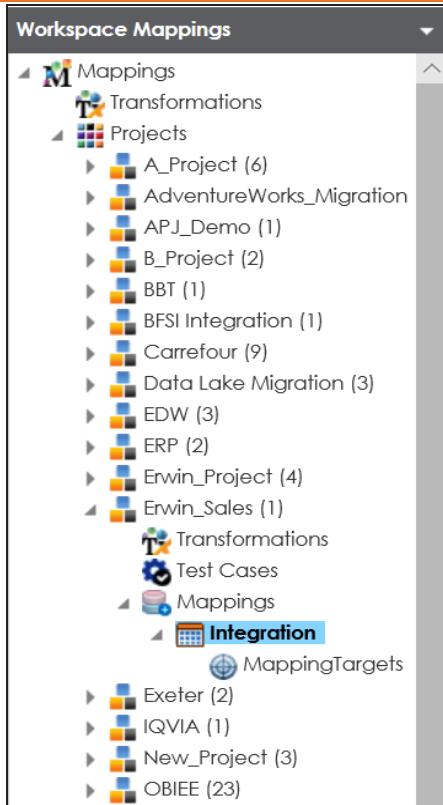 Workspace Mappings
Mappings
Transformations
Projects
A_Project (6)
AdventureWorks_Migration
APJ_Demo (1)
B_Project (2)
BBT (1)
BFSI Integration (1)
Carrefour (9)
Data Lake Migration (3)
EDW (3)
ERP (2)
Erwin_Project (4)
Erwin_Sales (1)
Transformations
Test Cases
Mappings
Integration
MappingTargets
Exeter (2)
IQVIA (1)
New_Project (3)
OBIEE (23)